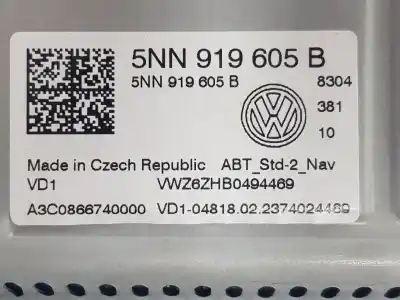 5NN 919 605 B
5NN 919 605 B 8304
381
10
Made in Czech Republic ABT_Std-2_Nav
VD1 VWZ6ZHB0494469
A3C0866740000 VD1-04818.02.2374024469